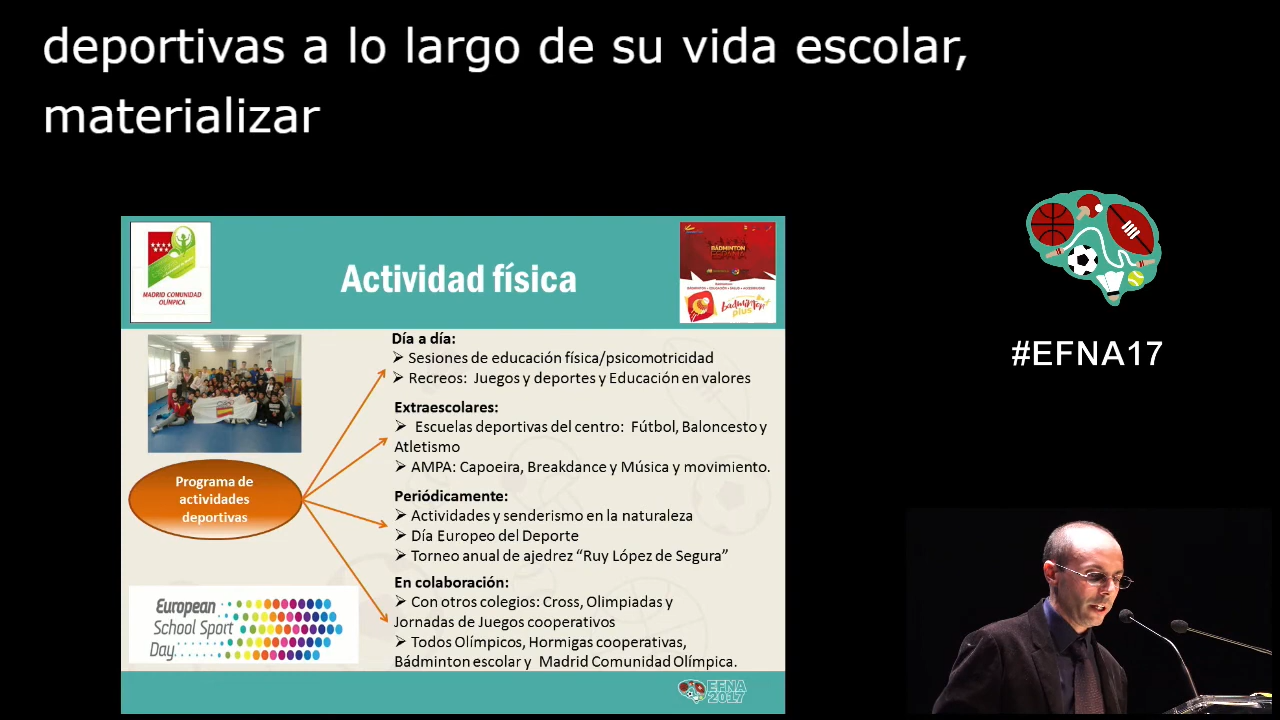 deportivas a lo largo de su vida escolar,
materializar
MADRID COMUNIDAD
OLÍMPICA
Actividad física
BÁDMINTON
ESPAÑA
bádminton
plus
#EFNA17
Día a día:
➢ Sesiones de educación física/psicomotricidad
➢ Recreos: Juegos y deportes y Educación en valores
Extraescolares:
➢ Escuelas deportivas del centro: Fútbol, Baloncesto y
Atletismo
➢ AMPA: Capoeira, Breakdance y Música y movimiento.
Programa de
actividades
deportivas
Periódicamente:
➢ Actividades y senderismo en la naturaleza
➢ Día Europeo del Deporte
➢ Torneo anual de ajedrez “Ruy López de Segura”
En colaboración:
➢ Con otros colegios: Cross, Olimpiadas y
Jornadas de Juegos cooperativos
➢ Todos Olímpicos, Hormigas cooperativas,
Bádminton escolar y Madrid Comunidad Olímpica.
European
School Sport
Day
EFNA
2017